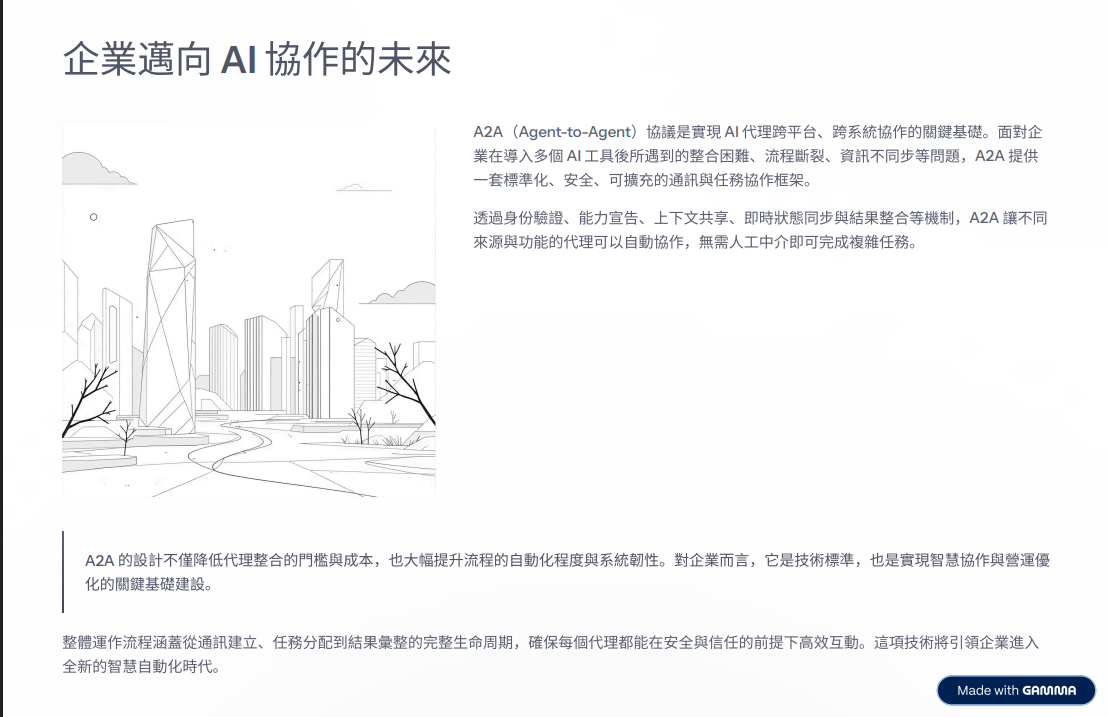 企業邁向 AI 協作的未來
A2A（Agent-to-Agent）協議是實現 AI 代理跨平台、跨系統協作的關鍵基礎。面對企
業在導入多個 AI 工具後所遇到的整合困難、流程斷裂、資訊不同步等問題，A2A 提供
一套標準化、安全、可擴充的通訊與任務協作框架。
透過身份驗證、能力宣告、上下文共享、即時狀態同步與結果整合等機制，A2A 讓不同
來源與功能的代理可以自動協作，無需人工中介即可完成複雜任務。
A2A 的設計不僅降低代理整合的門檻與成本，也大幅提升流程的自動化程度與系統韌性。對企業而言，它是技術標準，也是實現智慧協作與營運優
化的關鍵基礎建設。
整體運作流程涵蓋從通訊建立、任務分配到結果彙整的完整生命周期，確保每個代理都能在安全與信任的前提下高效互動。這項技術將引領企業進入
全新的智慧自動化時代。
Made with GAMMA